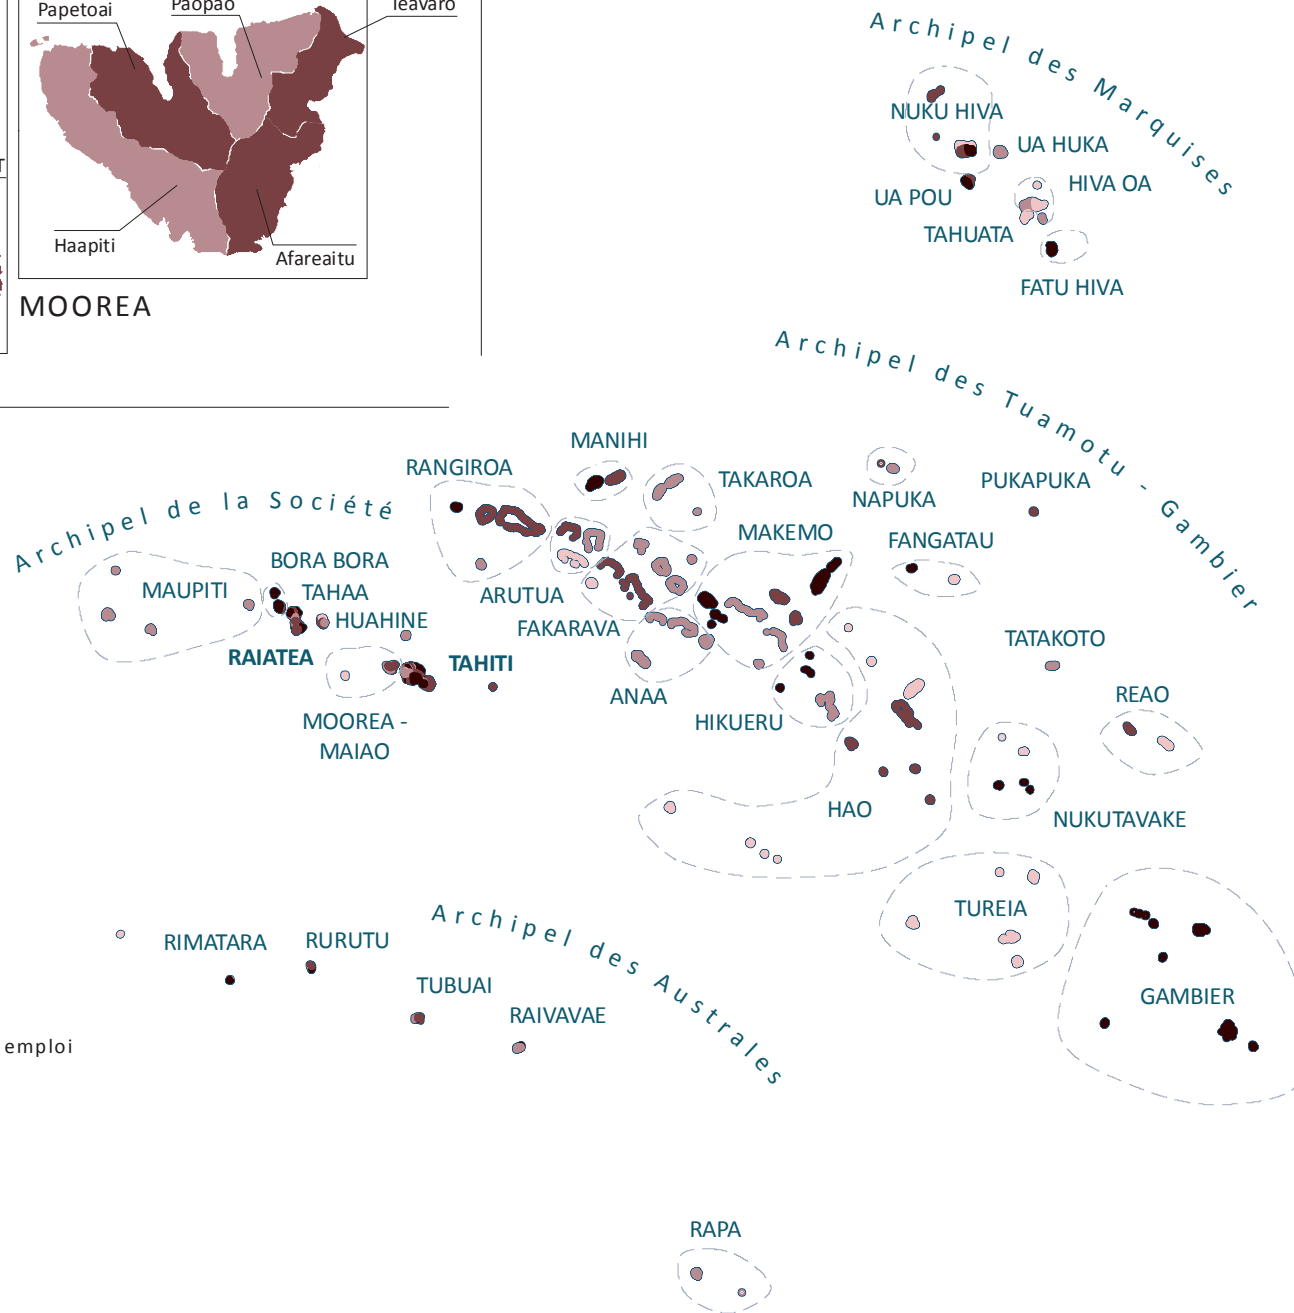 Papetoai
Paopao
Teavaro
Haapiti
Afareaitu
MOOREA
Archipel des Marquises
NUKU HIVA
UA HUKA
HIVA OA
UA POU
TAHUATA
FATU HIVA
Archipel des Tuamotu - Gambier
MANIHI
RANGIROA
TAKAROA
NAPUKA
PUKAPUKA
MAKEMO
FANGATAU
Archipel de la Société
BORA BORA
MAUPITI
TAHAA
HUAHINE
ARUTUA
FAKARAVA
RAIATEA
TAHITI
ANAA
TATAKOTO
REAO
MOOREA -
MAIAO
HIKUERU
HAO
NUKUTAVAKE
Archipel des Australes
TUREIA
RIMATARA
RURUTU
TUBUAI
RAIVAVAE
GAMBIER
emploi
RAPA